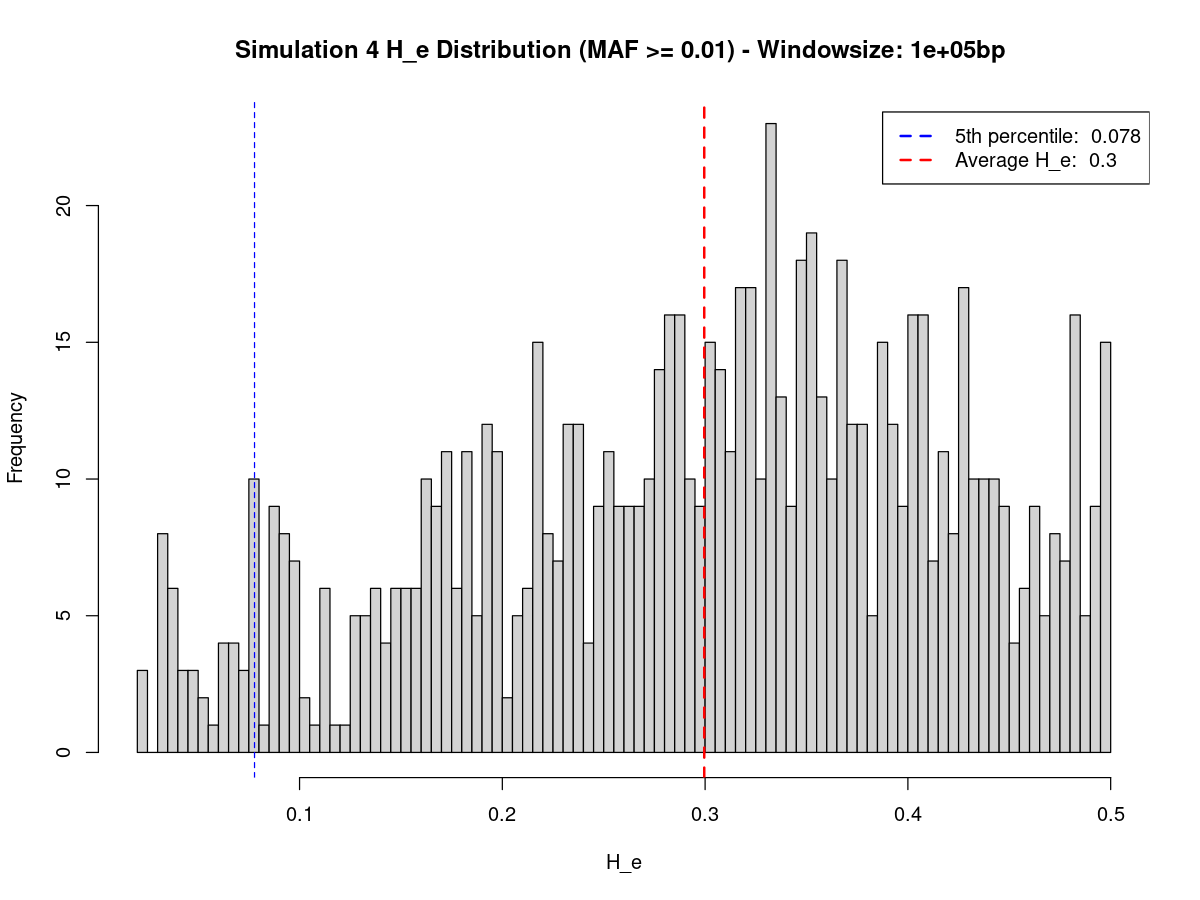 Simulation 4 H_e Distribution (MAF >= 0.01) - Windowsize: 1e+05bp
5th percentile: 0.078
Average H_e: 0.3
Frequency
20
15
10
5
0
0.1 0.2 0.3 0.4 0.5
H_e